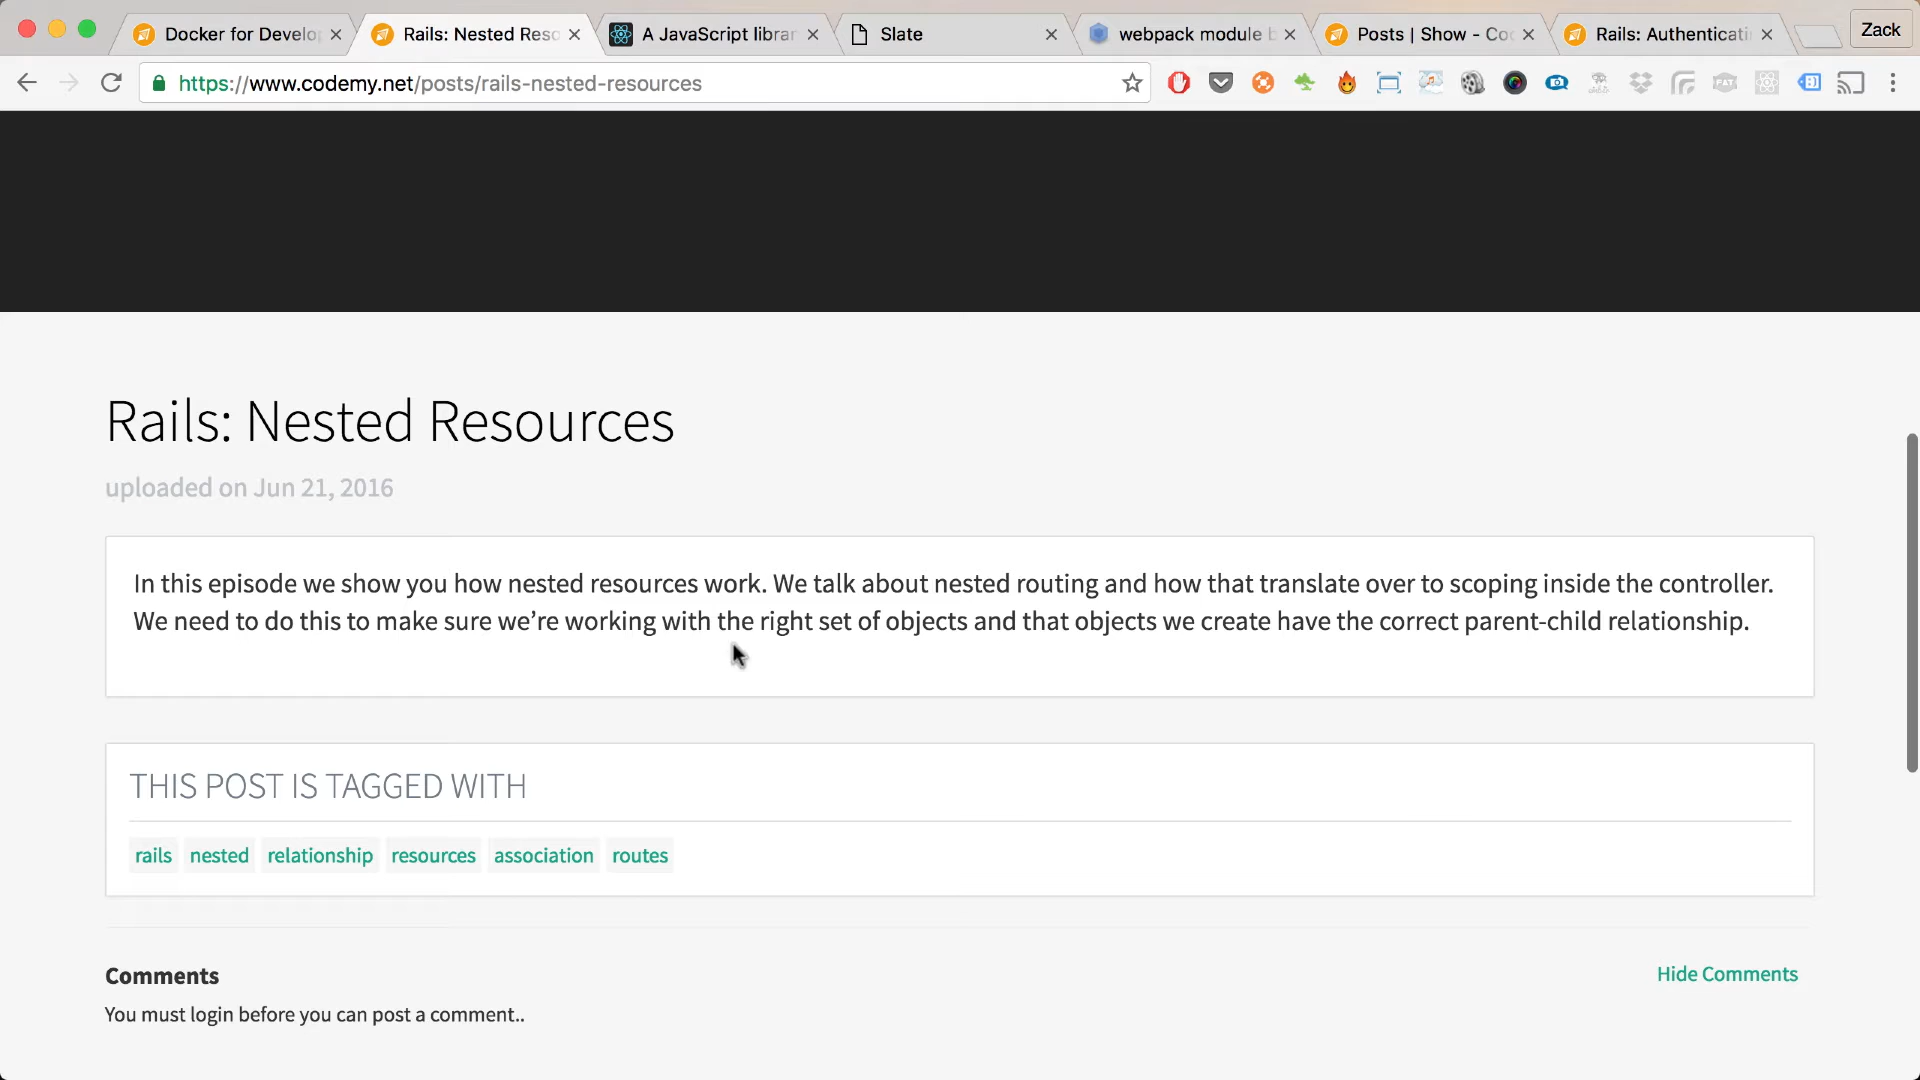 Docker for Develo
Rails: Nested Reso
A JavaScript librar
Slate
webpack module b
Posts | Show - Co
Rails: Authenticati
Zack
https://www.codemy.net/posts/rails-nested-resources
Rails: Nested Resources
uploaded on Jun 21, 2016
In this episode we show you how nested resources work. We talk about nested routing and how that translate over to scoping inside the controller.
We need to do this to make sure we’re working with the right set of objects and that objects we create have the correct parent-child relationship.
THIS POST IS TAGGED WITH
rails nested relationship resources association routes
Comments
Hide Comments
You must login before you can post a comment..